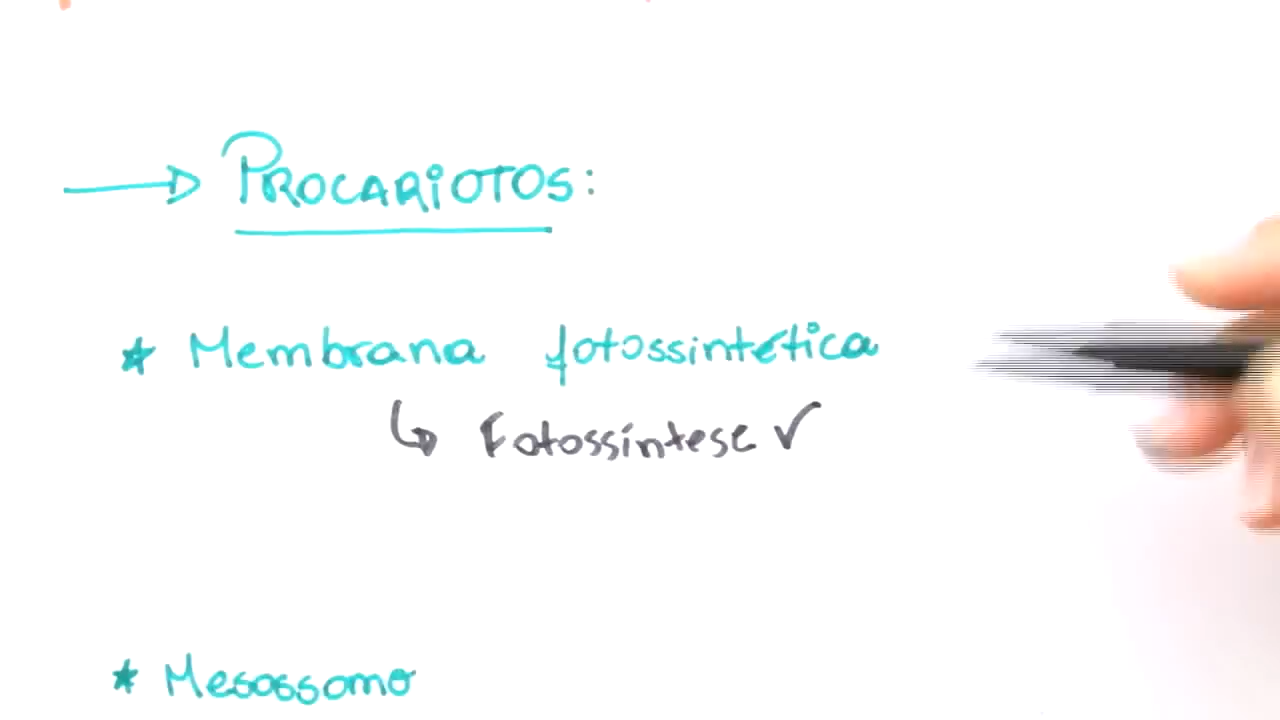 → PROCARIOTOS:
* Membrana fotossintética
↳ Fotossíntese ✓
* Mesossomo